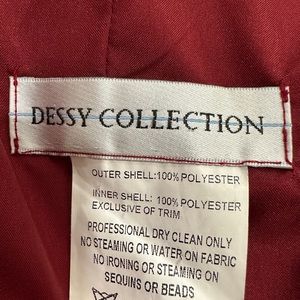 DESSY COLLECTION
OUTER SHELL:100% POLYESTER
INNER SHELL: 100% POLYESTER
EXCLUSIVE OF TRIM
PROFESSIONAL DRY CLEAN ONLY
NO STEAMING OR WATER ON FABRIC
NO IRONING OR STEAMING ON
SEQUINS OR BEADS